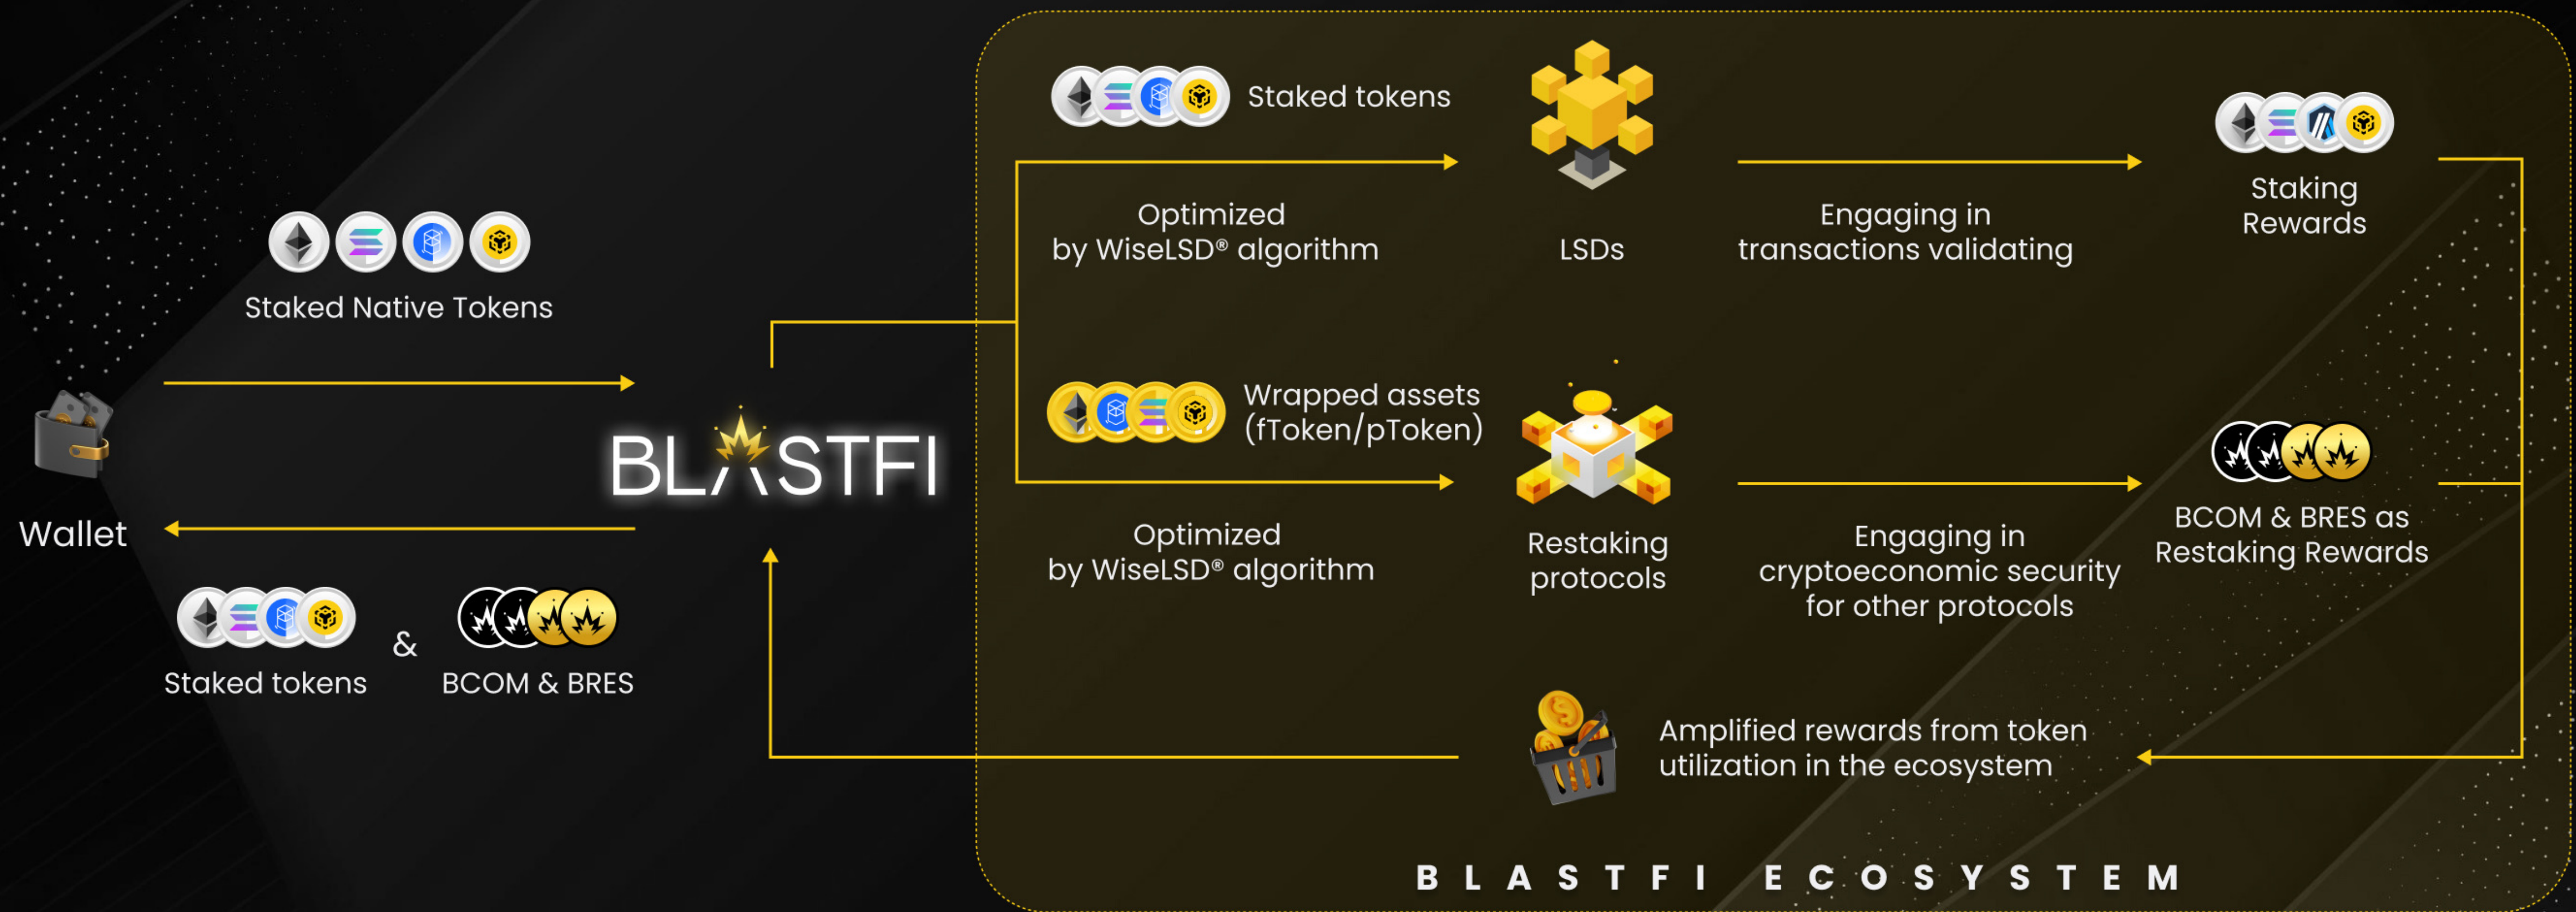 Staked Native Tokens
Wallet
BLASTFI
Staked tokens
&
BCOM & BRES
Staked tokens
Optimized
by WiseLSD® algorithm
LSDs
Engaging in
transactions validating
Staking
Rewards
Wrapped assets
(fToken/pToken)
Optimized
by WiseLSD® algorithm
Restaking
protocols
Engaging in
cryptoeconomic security
for other protocols
BCOM & BRES as
Restaking Rewards
Amplified rewards from token
utilization in the ecosystem
BLASTFI ECOSYSTEM